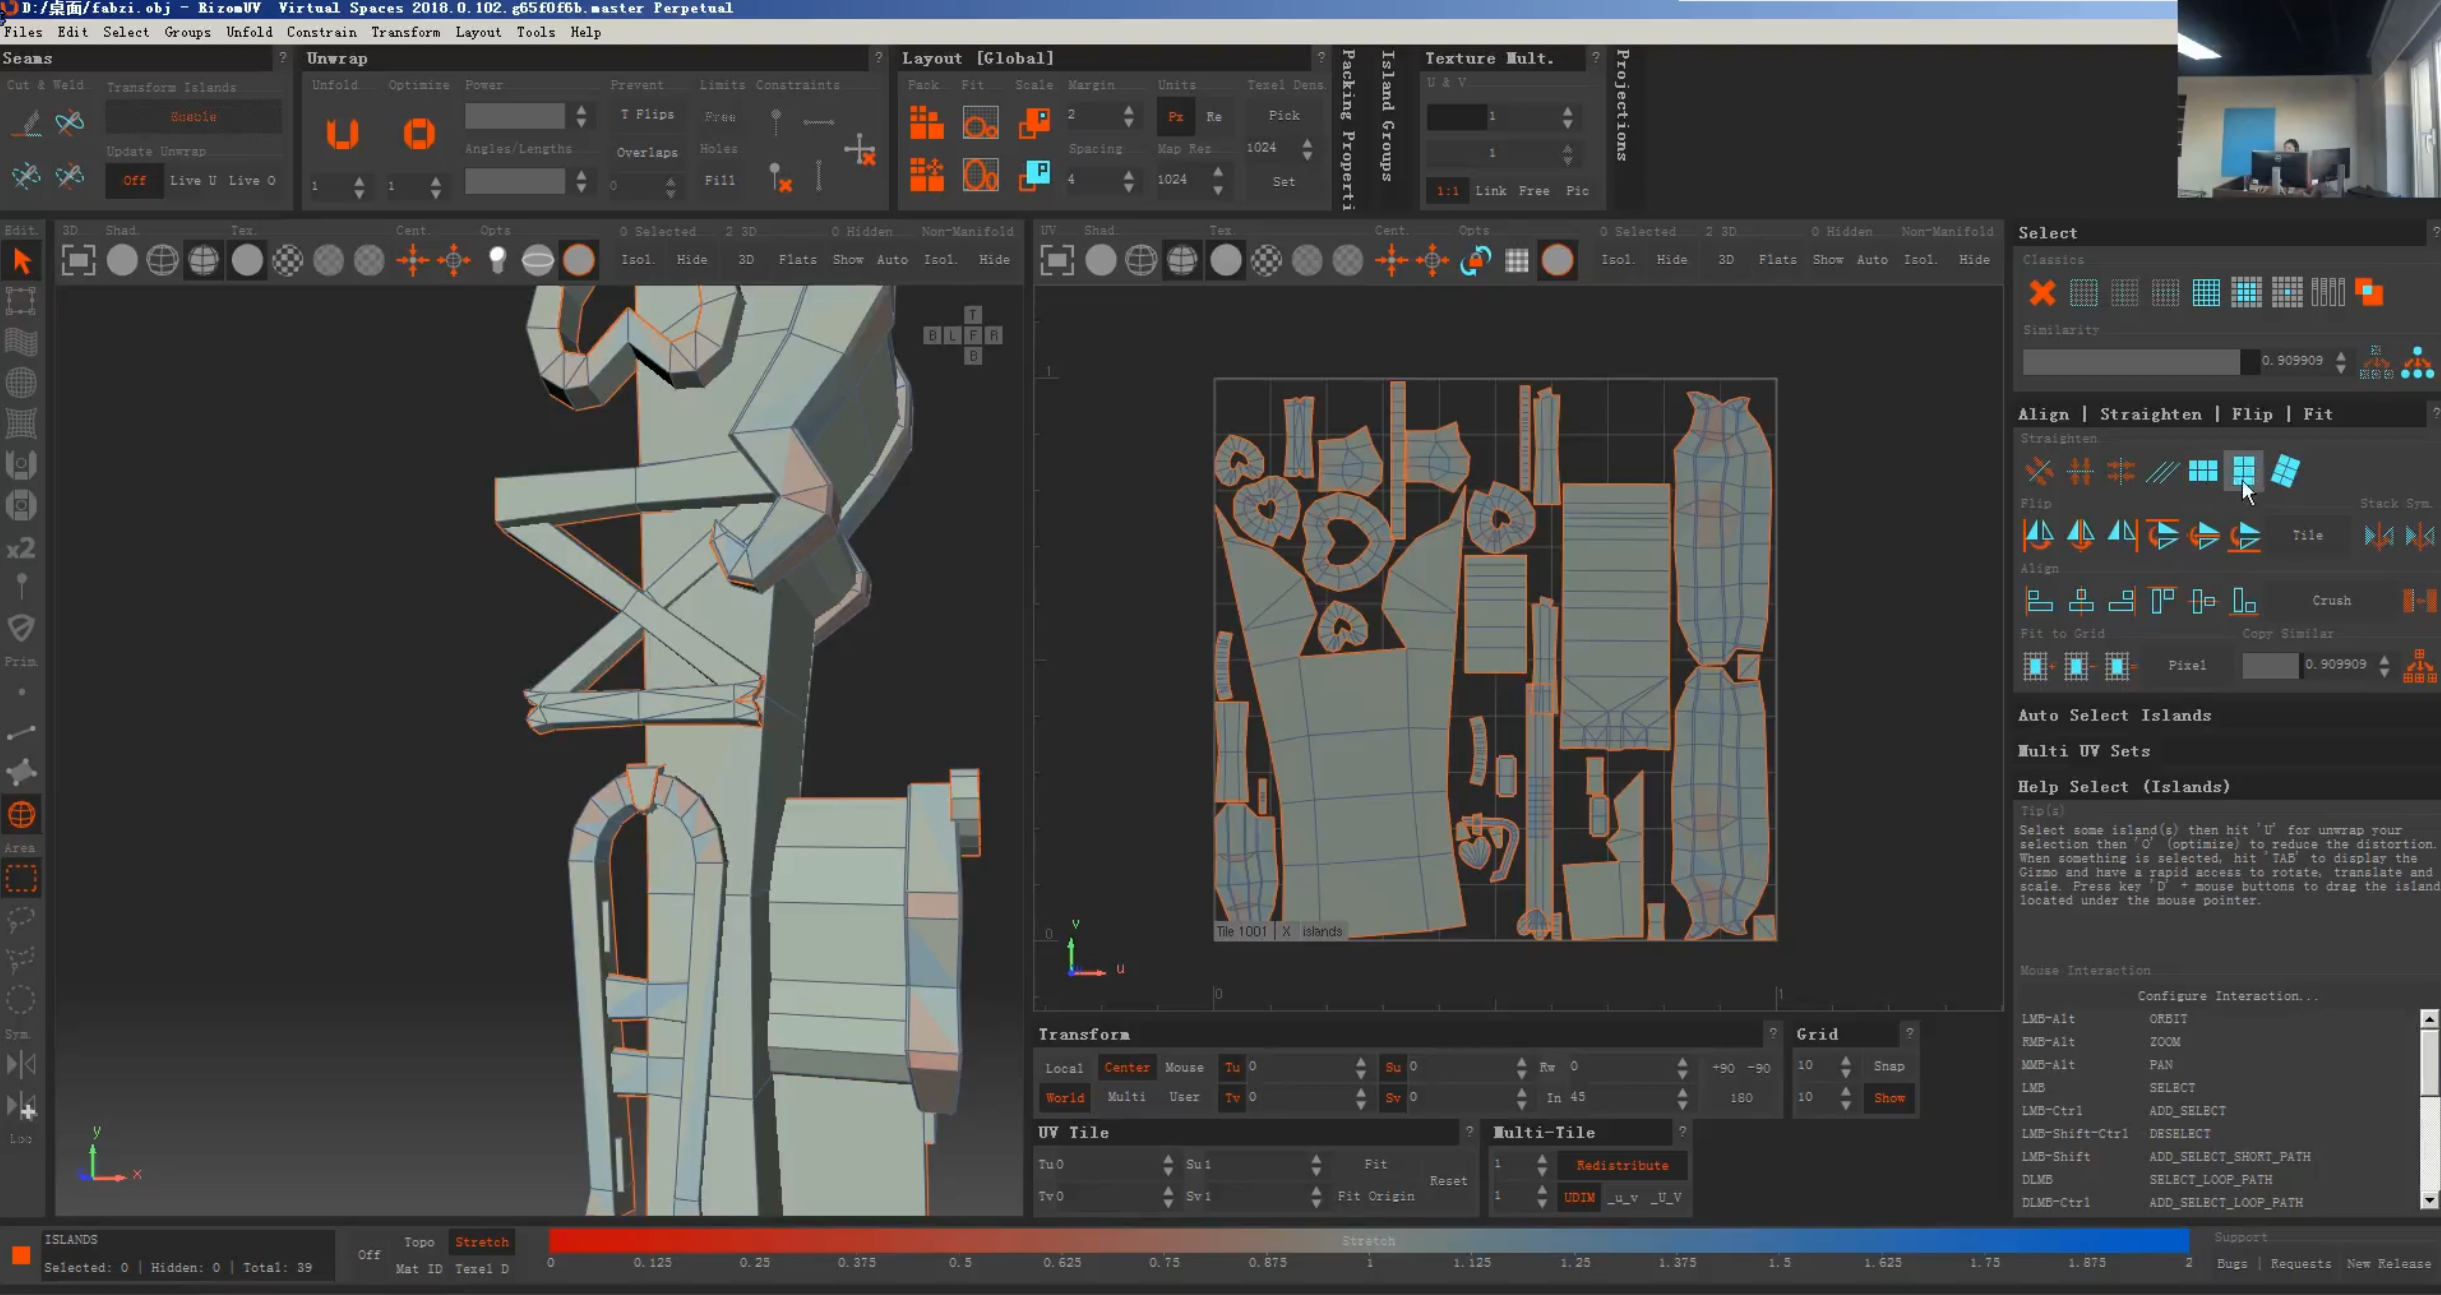 D:/桌面/fabzi.obj - RizomUV  Virtual Spaces 2018.0.102.g65f0f6b.master Perpetual
Files Edit Select Groups Unfold Constrain Transform Layout Tools Help
Seams ? Unwrap ? Layout [Global] ? Texture Mult. ?
Packing Properti
Island Groups
Projections
Cut & Weld Transform Islands Unfold Optimize Power Prevent Limits Constraints Pack Fit Scale Margin Units Texel Dens. U & V
Enable T Flips Free 2 Px Re Pick 1
Update Unwrap Angles/Lengths Overlaps Holes Spacing Map Rez 1024 1
Off Live U Live O 1 1 0 Fill 4 1024 Set 1:1 Link Free Pic
Edit. 3D Shad. Tex. Cent. Opts 0 Selected 2 3D 0 Hidden Non-Manifold
Isol. Hide 3D Flats Show Auto Isol. Hide
UV Shad. Tex. Cent. Opts 0 Selected 2 3D 0 Hidden Non-Manifold
Isol. Hide 3D Flats Show Auto Isol. Hide
x2
Prim.
Area
Sym.
T
B L F R
B
y
x
1
0
Tile 1001 X islands
v
u
0 1
Select ?
Classics
Similarity
0.909909
Align | Straighten | Flip | Fit ?
Straighten
Flip Stack Sym.
Tile
Align
Crush
Fit to Grid Copy Similar
Pixel 0.909909
Auto Select Islands
Multi UV Sets
Help Select (Islands)
Tip(s)
Select some island(s) then hit 'U' for unwrap your
selection then 'O' (optimize) to reduce the distortion.
When something is selected, hit 'TAB' to display the
Gizmo and have a rapid access to rotate, translate and
scale. Press key 'D' + mouse buttons to drag the island
located under the mouse pointer.
Mouse Interaction
Configure Interaction...
LMB-Alt ORBIT
RMB-Alt ZOOM
MMB-Alt PAN
LMB SELECT
LMB-Ctrl ADD_SELECT
LMB-Shift-Ctrl DESELECT
LMB-Shift ADD_SELECT_SHORT_PATH
DLMB SELECT_LOOP_PATH
DLMB-Ctrl ADD_SELECT_LOOP_PATH
Transform ? Grid ?
Local Center Mouse Tu 0 Su 0 Rw 0 +90 -90 10 Snap
World Multi User Tv 0 Sv 0 In 45 180 10 Show
UV Tile ? Multi-Tile ?
Tu 0 Su 1 Fit Reset 1 Redistribute
Tv 0 Sv 1 Fit Origin 1 UDIM _u_v _U_V
ISLANDS
Selected: 0 | Hidden: 0 | Total: 39
Off Topo Stretch
Mat ID Texel D
Stretch
0 0.125 0.25 0.375 0.5 0.625 0.75 0.875 1 1.125 1.25 1.375 1.5 1.625 1.75 1.875 2
Support
Bugs | Requests New Release